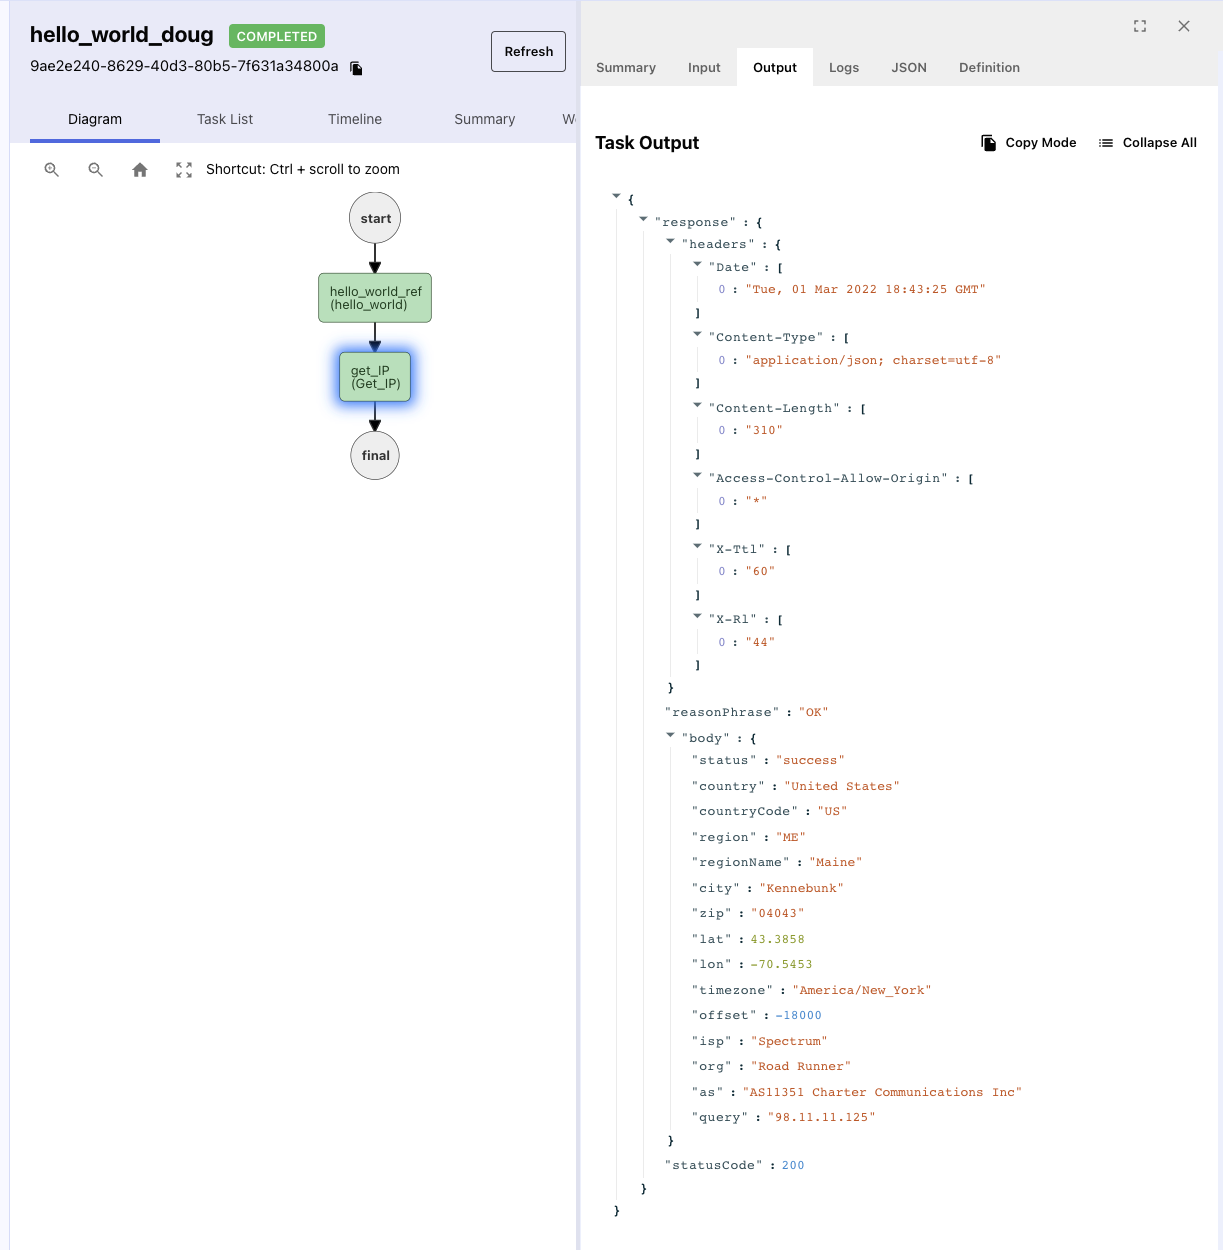 hello_world_doug
COMPLETED
9ae2e240-8629-40d3-80b5-7f631a34800a
Refresh
Diagram
Task List
Timeline
Summary
Shortcut: Ctrl + scroll to zoom
start
hello_world_ref
(hello_world)
get_IP
(Get_IP)
final
Summary
Input
Output
Logs
JSON
Definition
Task Output
Copy Mode
Collapse All
{
"response" : {
"headers" : {
"Date" : [
0 : "Tue, 01 Mar 2022 18:43:25 GMT"
]
"Content-Type" : [
0 : "application/json; charset=utf-8"
]
"Content-Length" : [
0 : "310"
]
"Access-Control-Allow-Origin" : [
0 : "*"
]
"X-Ttl" : [
0 : "60"
]
"X-Rl" : [
0 : "44"
]
}
"reasonPhrase" : "OK"
"body" : {
"status" : "success"
"country" : "United States"
"countryCode" : "US"
"region" : "ME"
"regionName" : "Maine"
"city" : "Kennebunk"
"zip" : "04043"
"lat" : 43.3858
"lon" : -70.5453
"timezone" : "America/New_York"
"offset" : -18000
"isp" : "Spectrum"
"org" : "Road Runner"
"as" : "AS11351 Charter Communications Inc"
"query" : "98.11.11.125"
}
"statusCode" : 200
}
}